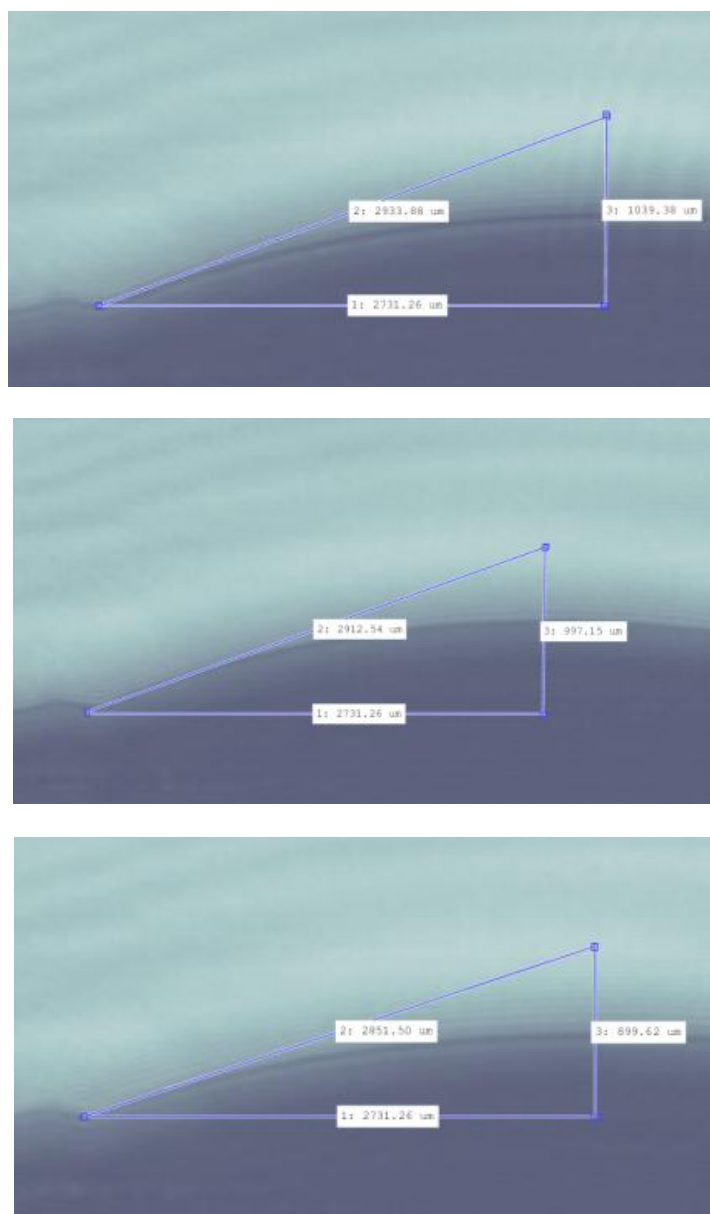 2: 2933.88 um
3: 1039.38 um
1: 2731.26 um
2: 2912.54 um
3: 997.15 um
1: 2731.26 um
2: 2851.50 um
3: 899.62 um
1: 2731.26 um